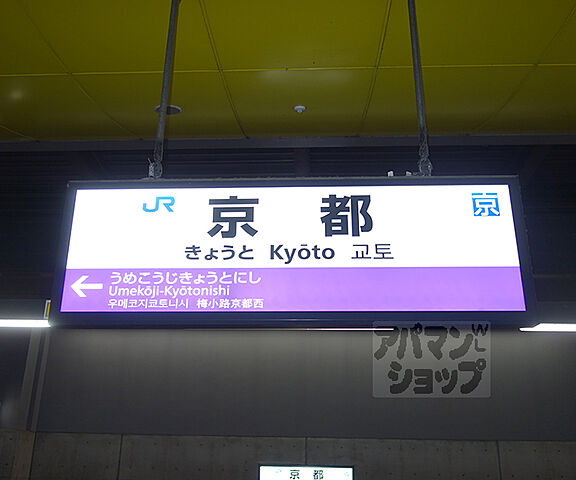 JR 京都 京
きょうと Kyōto 교토
← うめこうじきょうとにし
Umekōji-Kyōtonishi
우메코지쿄토니시 梅小路京都西
アパマン
ショップ
京都